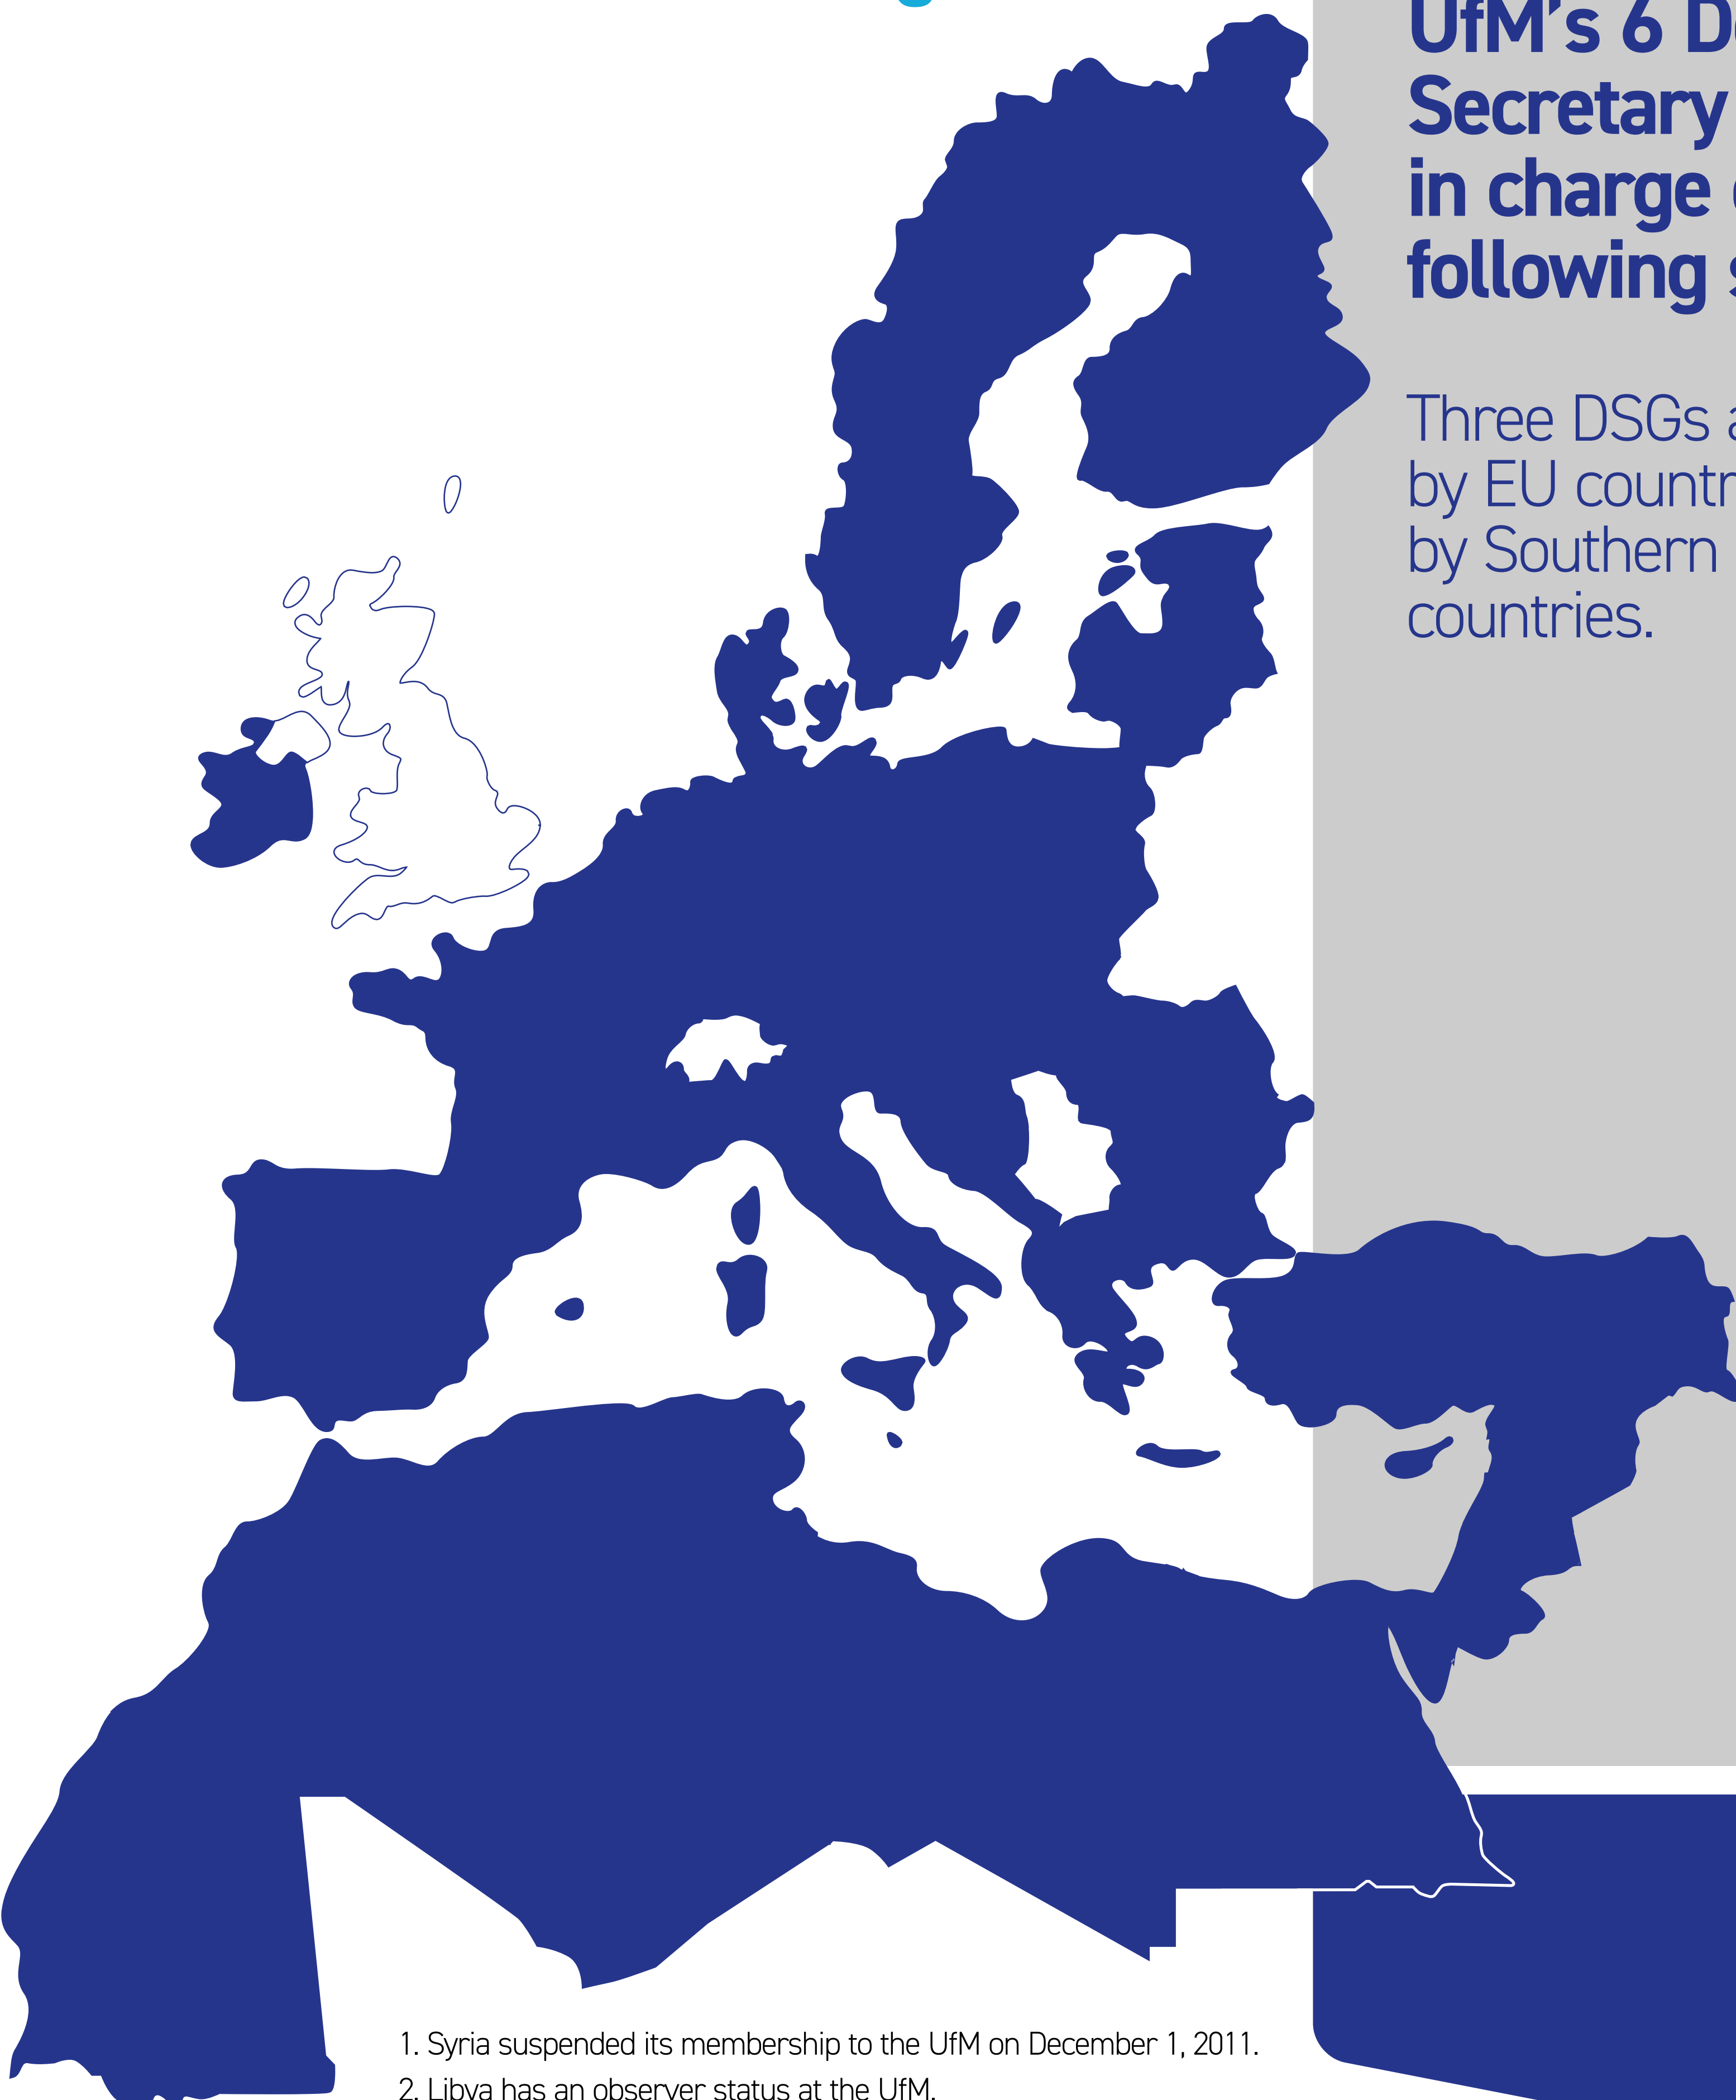 UfM's 6 D
Secretary
in charge
following
Three DSGs
by EU countr
by Southern
countries.
1. Syria suspended its membership to the UfM on December 1, 2011.
2. Libya has an observer status at the UfM.